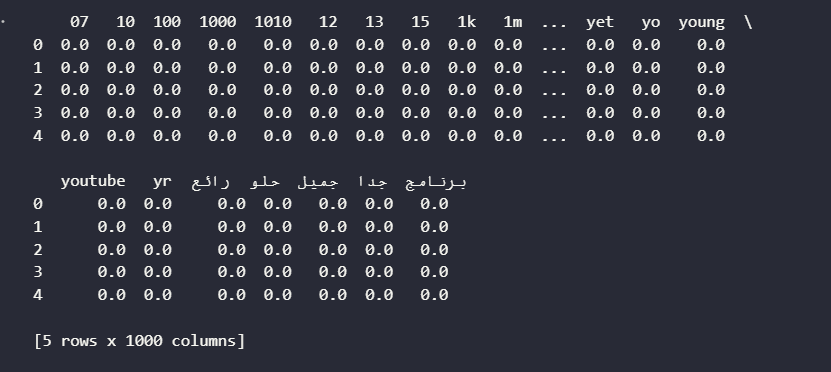 07 10 100 1000 1010 12 13 15 1k 1m ... yet yo young \
0 0.0 0.0 0.0 0.0 0.0 0.0 0.0 0.0 0.0 0.0 ... 0.0 0.0 0.0
1 0.0 0.0 0.0 0.0 0.0 0.0 0.0 0.0 0.0 0.0 ... 0.0 0.0 0.0
2 0.0 0.0 0.0 0.0 0.0 0.0 0.0 0.0 0.0 0.0 ... 0.0 0.0 0.0
3 0.0 0.0 0.0 0.0 0.0 0.0 0.0 0.0 0.0 0.0 ... 0.0 0.0 0.0
4 0.0 0.0 0.0 0.0 0.0 0.0 0.0 0.0 0.0 0.0 ... 0.0 0.0 0.0
youtube yr برنامج جدا جميل حلو رائع
0 0.0 0.0 0.0 0.0 0.0 0.0 0.0
1 0.0 0.0 0.0 0.0 0.0 0.0 0.0
2 0.0 0.0 0.0 0.0 0.0 0.0 0.0
3 0.0 0.0 0.0 0.0 0.0 0.0 0.0
4 0.0 0.0 0.0 0.0 0.0 0.0 0.0
[5 rows x 1000 columns]